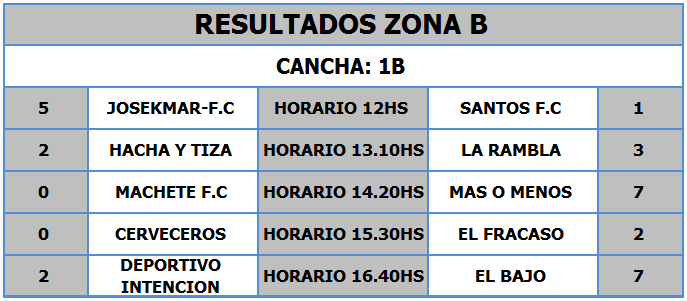 RESULTADOS ZONA B
CANCHA: 1B
5 JOSEKMAR-F.C HORARIO 12HS SANTOS F.C 1
2 HACHA Y TIZA HORARIO 13.10HS LA RAMBLA 3
0 MACHETE F.C HORARIO 14.20HS MAS O MENOS 7
0 CERVECEROS HORARIO 15.30HS EL FRACASO 2
2 DEPORTIVO INTENCION HORARIO 16.40HS EL BAJO 7